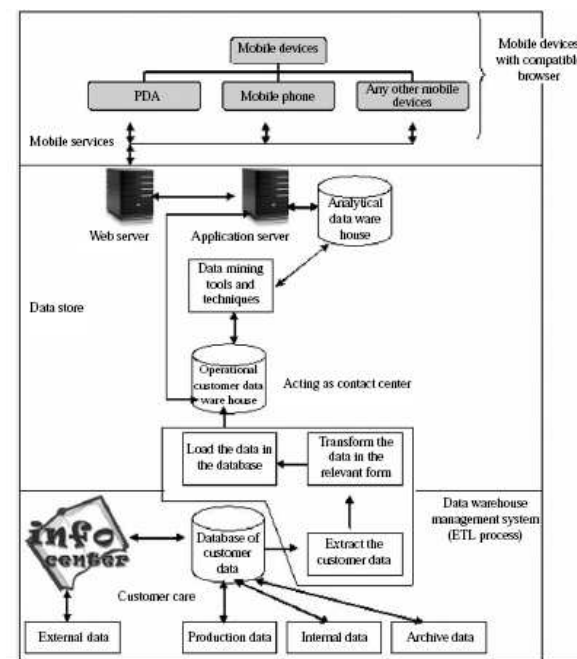 Mobile devices
Mobile devices
with compatible
browser
PDA
Mobile phone
Any other mobile
devices
Mobile services
Web server
Application server
Analytical
data ware
house
Data mining
tools and
techniques
Data store
Operational
customer data
ware house
Acting as contact center
Load the data in
the database
Transform the
data in the
relevant form
Data warehouse
management system
(ETL process)
info
center
Database of
customer
data
Extract the
customer data
Customer care
External data
Production data
Internal data
Archive data